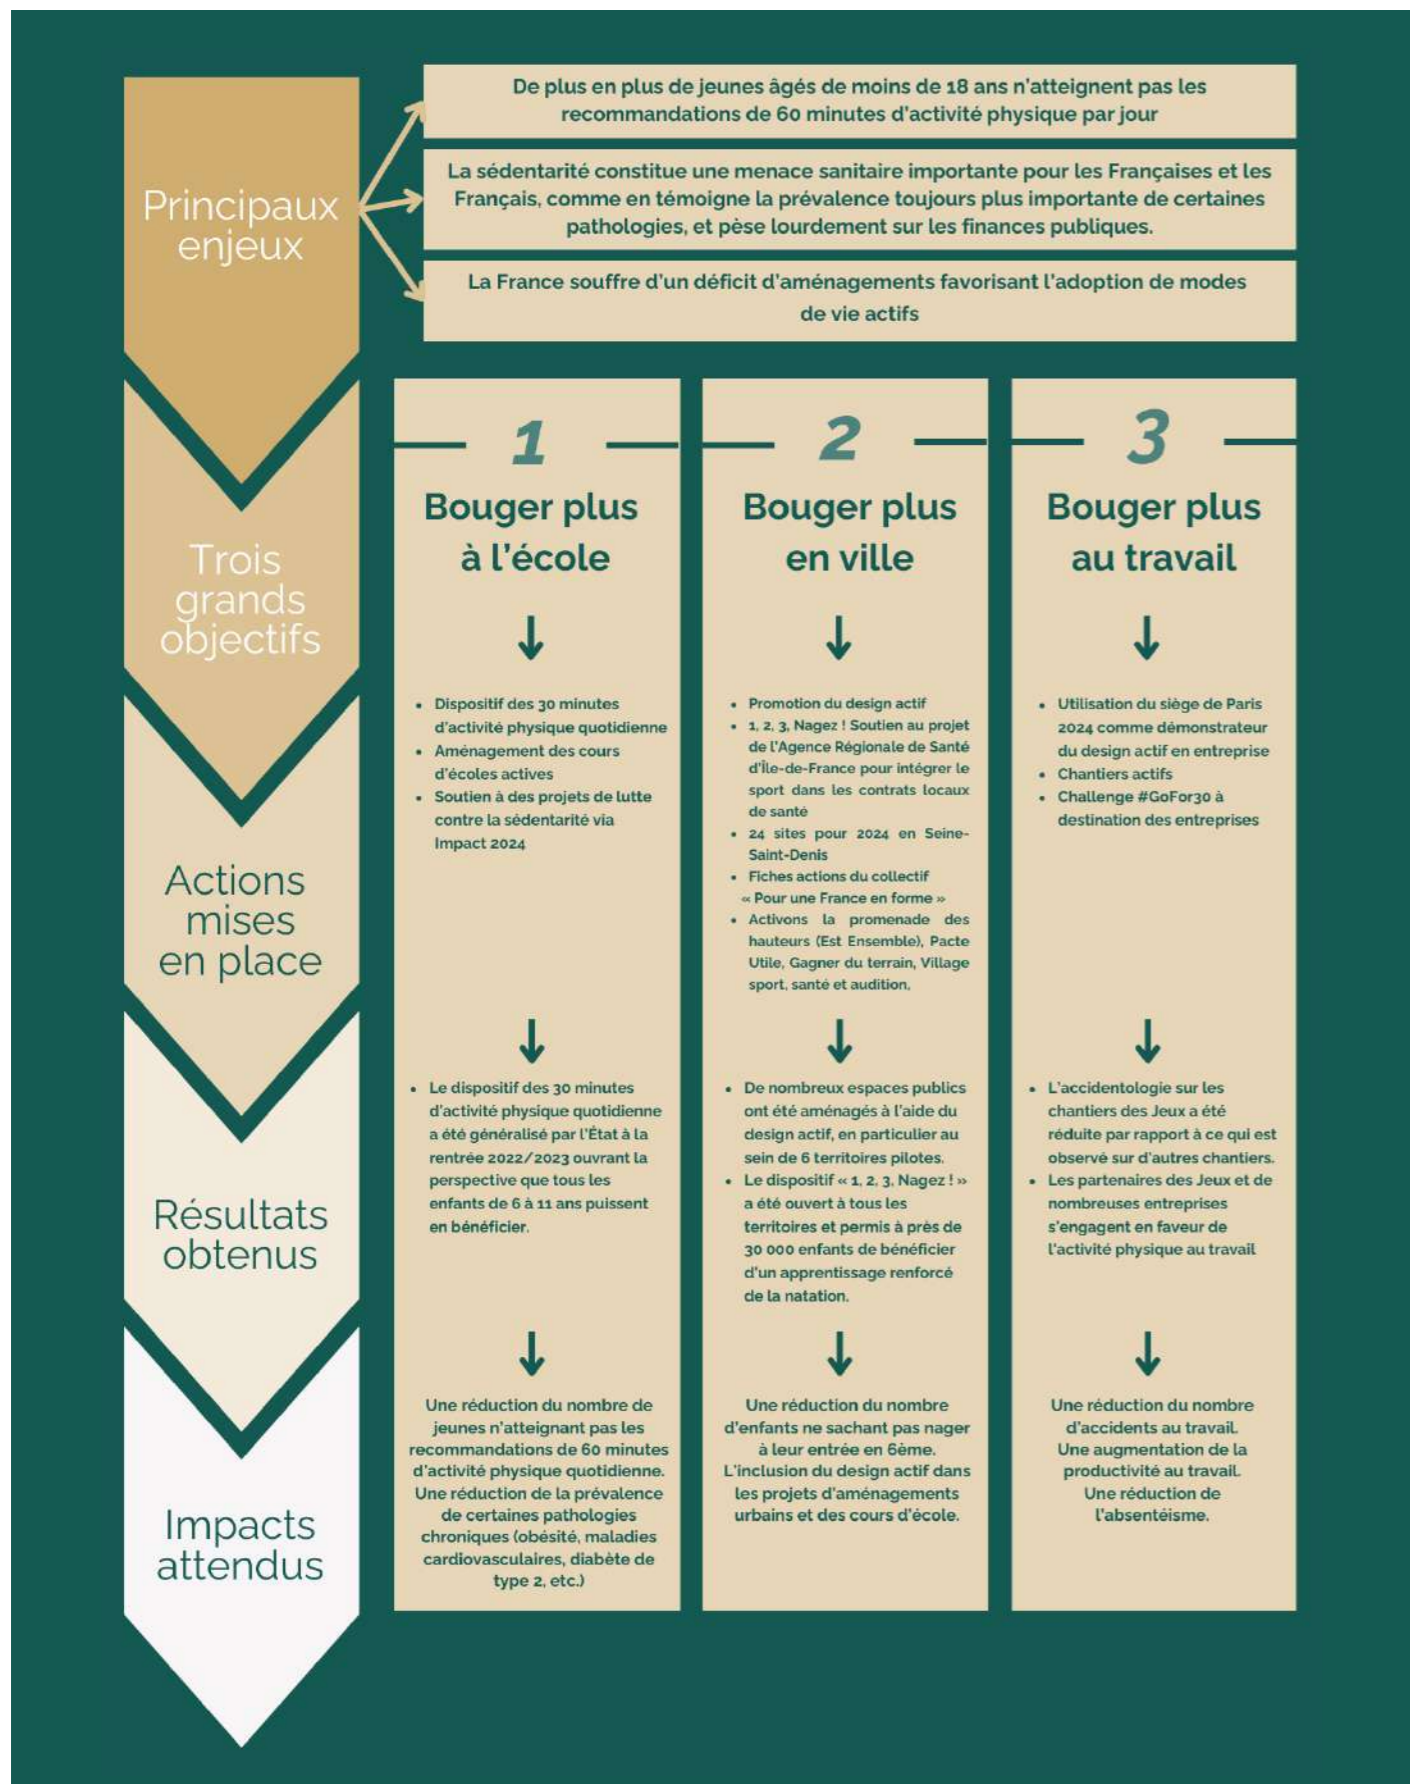 Principaux
enjeux
De plus en plus de jeunes âgés de moins de 18 ans n'atteignent pas les
recommandations de 60 minutes d'activité physique par jour
La sédentarité constitue une menace sanitaire importante pour les Françaises et les
Français, comme en témoigne la prévalence toujours plus importante de certaines
pathologies, et pèse lourdement sur les finances publiques.
La France souffre d'un déficit d'aménagements favorisant l'adoption de modes
de vie actifs
Trois
grands
objectifs
1
Bouger plus
à l'école
2
Bouger plus
en ville
3
Bouger plus
au travail
Actions
mises
en place
• Dispositif des 30 minutes
d'activité physique quotidienne
• Aménagement des cours
d'écoles actives
• Soutien à des projets de lutte
contre la sédentarité via
Impact 2024
• Promotion du design actif
• 1, 2, 3, Nagez ! Soutien au projet
de l'Agence Régionale de Santé
d'Île-de-France pour intégrer le
sport dans les contrats locaux
de santé
• 24 sites pour 2024 en Seine-
Saint-Denis
• Fiches actions du collectif
« Pour une France en forme »
• Activons la promenade des
hauteurs (Est Ensemble), Pacte
Utile, Gagner du terrain, Village
sport, santé et audition,
• Utilisation du siège de Paris
2024 comme démonstrateur
du design actif en entreprise
• Chantiers actifs
• Challenge #GoFor30 à
destination des entreprises
Résultats
obtenus
• Le dispositif des 30 minutes
d'activité physique quotidienne
a été généralisé par l'État à la
rentrée 2022/2023 ouvrant la
perspective que tous les
enfants de 6 à 11 ans puissent
en bénéficier.
• De nombreux espaces publics
ont été aménagés à l'aide du
design actif, en particulier au
sein de 6 territoires pilotes.
• Le dispositif « 1, 2, 3, Nagez ! »
a été ouvert à tous les
territoires et permis à près de
30 000 enfants de bénéficier
d'un apprentissage renforcé
de la natation.
• L'accidentologie sur les
chantiers des Jeux a été
réduite par rapport à ce qui est
observé sur d'autres chantiers.
• Les partenaires des Jeux et de
nombreuses entreprises
s'engagent en faveur de
l'activité physique au travail
Impacts
attendus
Une réduction du nombre de
jeunes n'atteignant pas les
recommandations de 60 minutes
d'activité physique quotidienne.
Une réduction de la prévalence
de certaines pathologies
chroniques (obésité, maladies
cardiovasculaires, diabète de
type 2, etc.)
Une réduction du nombre
d'enfants ne sachant pas nager
à leur entrée en 6ème.
L'inclusion du design actif dans
les projets d'aménagements
urbains et des cours d'école.
Une réduction du nombre
d'accidents au travail.
Une augmentation de la
productivité au travail.
Une réduction de
l'absentéisme.